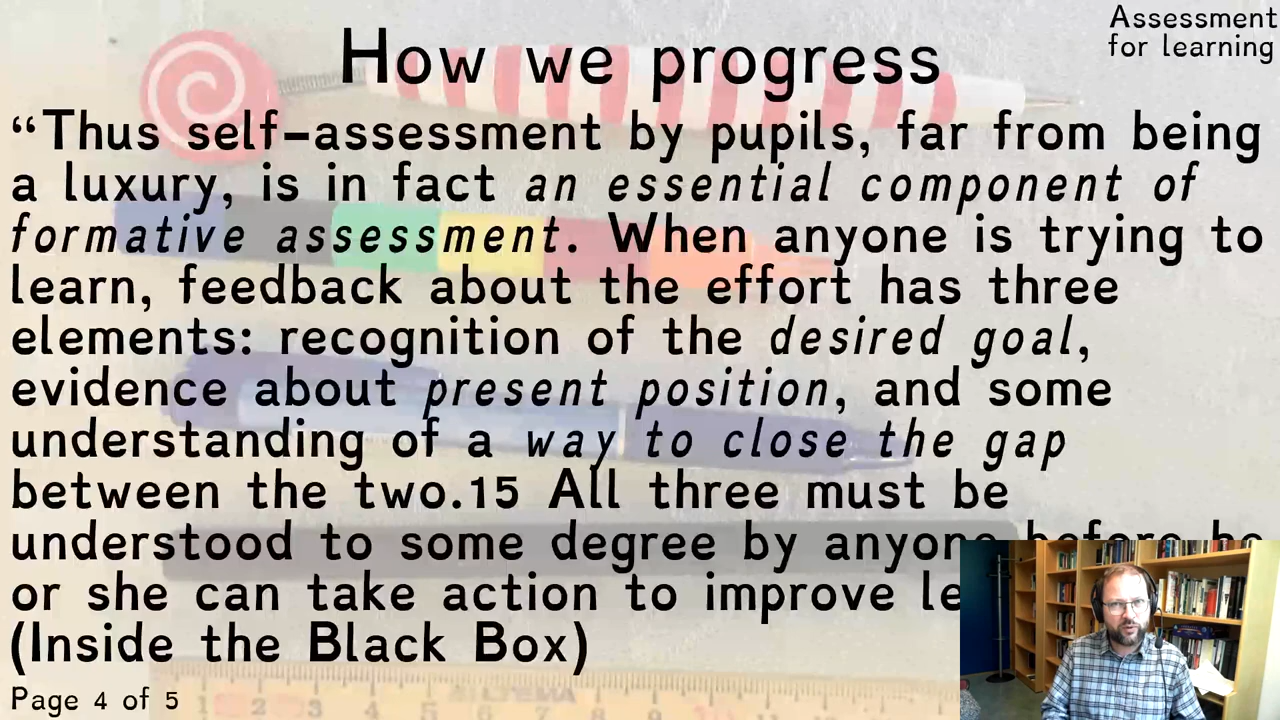 Assessment
for learning
How we progress
“Thus self-assessment by pupils, far from being
a luxury, is in fact an essential component of
formative assessment. When anyone is trying to
learn, feedback about the effort has three
elements: recognition of the desired goal,
evidence about present position, and some
understanding of a way to close the gap
between the two.15 All three must be
understood to some degree by anyone before he
or she can take action to improve
(Inside the Black Box)
Page 4 of 5